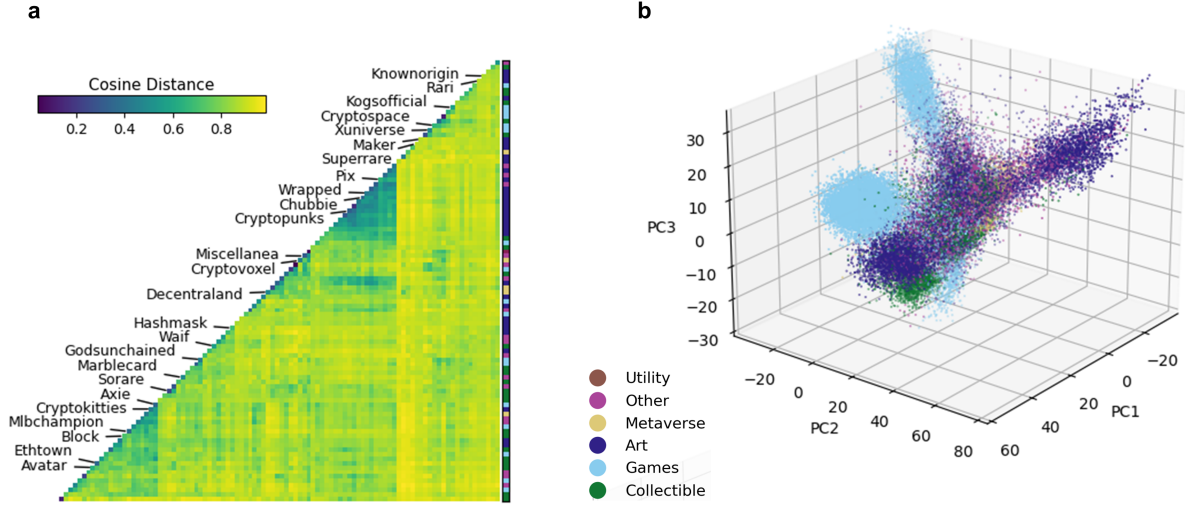 a
Cosine Distance
0.2 0.4 0.6 0.8
Knownorigin
Rari
Kogsofficial
Cryptospace
Xuniverse
Maker
Superrare
Pix
Wrapped
Chubbie
Cryptopunks
Miscellanea
Cryptovoxel
Decentraland
Hashmask
Waif
Godsunchained
Marblecard
Sorare
Axie
Cryptokitties
Mlbchampion
Block
Ethtown
Avatar
b
PC3
30
20
10
0
−10
−20
−30
−20
0
20
40
60
80
PC2
60
40
20
0
−20
PC1
Utility
Other
Metaverse
Art
Games
Collectible